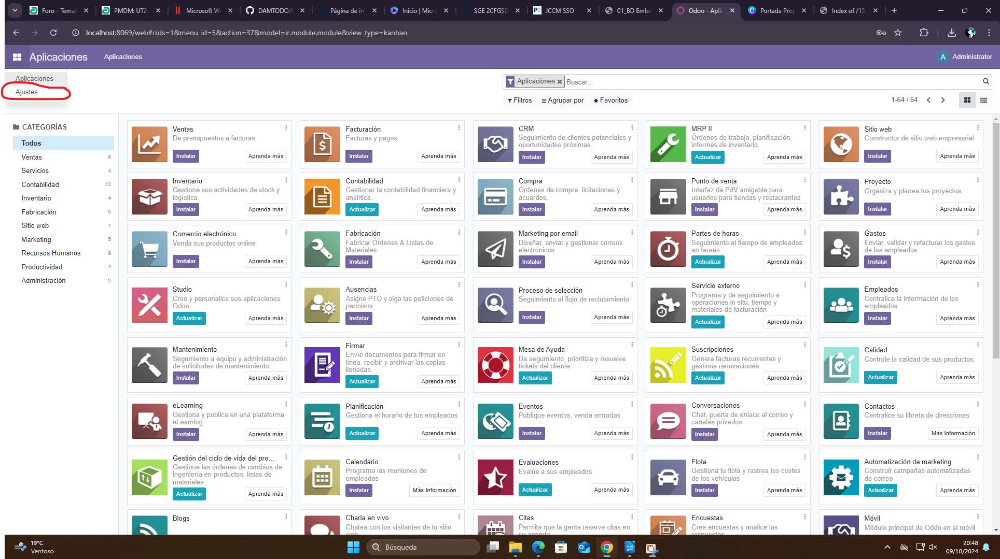 Foro - Temas
PMDM: UT2.
Microsoft W
DAMTODO/
Página de ini
Inicio | Micro
SGE 2CFGSD
JCCM SSO
01_BD Embe
Odoo - Aplic
Portada Prop
Index of /15.
localhost:8069/web#cids=1&menu_id=5&action=37&model=ir.module.module&view_type=kanban
Aplicaciones
Aplicaciones
A Administrator
Aplicaciones
Ajustes
Aplicaciones
Buscar...
Filtros
Agrupar por
Favoritos
1-64 / 64
CATEGORÍAS
Todos
Ventas 8
Servicios 4
Contabilidad 13
Inventario 4
Fabricación 5
Sitio web 7
Marketing 5
Recursos Humanos 9
Productividad 4
Administración 2
Ventas
De presupuestos a facturas
Instalar
Aprenda más
Facturación
Facturas y pagos
Instalar
Aprenda más
CRM
Seguimiento de clientes potenciales y
oportunidades próximas
Instalar
Aprenda más
MRP II
Órdenes de trabajo, planificación,
informes de inventario.
Actualizar
Aprenda más
Sitio web
Constructor de sitio web empresarial
Instalar
Aprenda más
Inventario
Gestione sus actividades de stock y
logística.
Instalar
Aprenda más
Contabilidad
Gestionar la contabilidad financiera y
analítica.
Actualizar
Aprenda más
Compra
Órdenes de compra, licitaciones y
acuerdos.
Instalar
Aprenda más
Punto de venta
Interfaz de PdV amigable para
usuarios para tiendas y restaurantes
Instalar
Aprenda más
Proyecto
Organiza y planea tus proyectos
Instalar
Aprenda más
Comercio electrónico
Venda sus productos online
Instalar
Aprenda más
Fabricación
Fabricar Órdenes & Listas de
Materiales
Instalar
Aprenda más
Marketing por email
Diseñar, enviar y gestionar correos
electrónicos
Instalar
Aprenda más
Partes de horas
Seguimiento al tiempo de empleados
en tareas
Actualizar
Aprenda más
Gastos
Enviar, validar y refacturar los gastos
de los empleados.
Instalar
Aprenda más
Studio
Cree y personalice sus aplicaciones
Odoo
Actualizar
Aprenda más
Ausencias
Asigne PTO y siga las peticiones de
permisos
Instalar
Aprenda más
Proceso de selección
Seguimiento al flujo de reclutamiento
Instalar
Aprenda más
Servicio externo
Programa y da seguimiento a
operaciones in situ, tiempo y
materiales de facturación
Actualizar
Aprenda más
Empleados
Centralice la información de los
empleados
Instalar
Aprenda más
Mantenimiento
Segumiento a equipo y administración
de solicitudes de mantenimiento
Instalar
Aprenda más
Firmar
Envíe documentos para firmar en
línea, recibir y archivar las copias
llenadas
Actualizar
Aprenda más
Mesa de Ayuda
Da segumiento, prioritiza y resuelve
tickets del cliente
Actualizar
Aprenda más
Suscripciones
Genera facturas recurrentes y
gestiona renovaciones
Actualizar
Aprenda más
Calidad
Controle la calidad de sus productos
Actualizar
Aprenda más
eLearning
Gestiona y publica en una plataforma
eLearning
Instalar
Aprenda más
Planificación
Gestiona el horario de tus empleados
Actualizar
Aprenda más
Eventos
Publique eventos, venda entradas
Instalar
Aprenda más
Conversaciones
Chat, puerta de enlace al correo y
canales privados
Instalar
Aprenda más
Contactos
Centralice su libreta de direcciones
Instalar
Más Información
Gestión del ciclo de vida del pro...
Gestione las órdenes de cambios de
ingeniería en productos, listas de
materiales
Actualizar
Aprenda más
Calendario
Programa las reuniones de
empleados
Instalar
Más Información
Evaluaciones
Evalúe a sus empleados
Actualizar
Aprenda más
Flota
Gestiona tu flota y rastrea los costes
de los vehículos
Instalar
Aprenda más
Automatización de marketing
Construir campañas automatizadas
de correo
Actualizar
Aprenda más
Blogs
Charla en vivo
Chatea con los visitantes de tu sitio
web
Citas
Permita que la gente reserve citas en
su agenda
Encuestas
Cree encuestas y analice las
respuestas
Móvil
Módulo principal de Oddo en el móvil
19°C
Ventoso
Búsqueda
20:48
09/10/2024